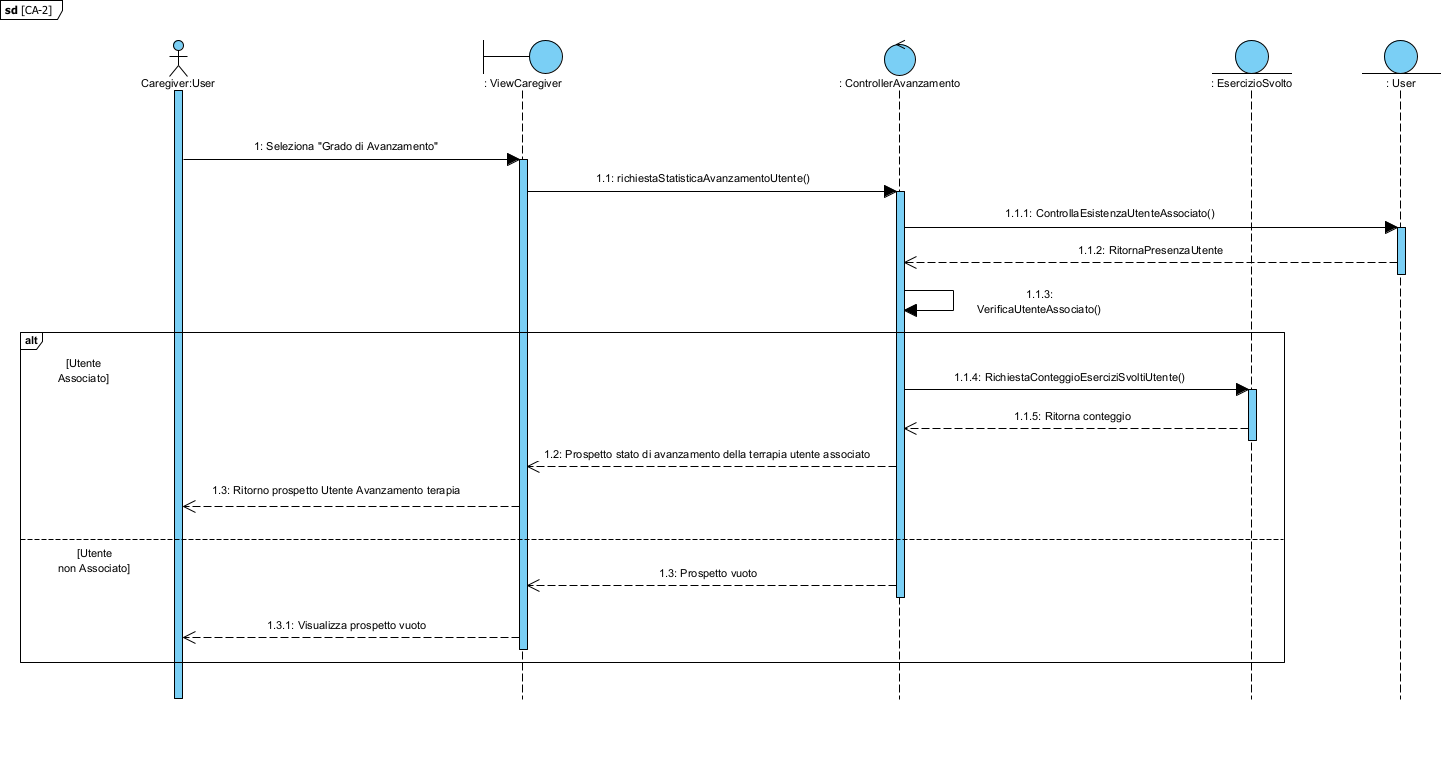 sd [CA-2]
Caregiver:User
: ViewCaregiver
: ControllerAvanzamento
: EsercizioSvolto
: User
1: Seleziona "Grado di Avanzamento"
1.1: richiestaStatisticaAvanzamentoUtente()
1.1.1: ControllaEsistenzaUtenteAssociato()
1.1.2: RitornaPresenzaUtente
1.1.3:
VerificaUtenteAssociato()
alt
[Utente
Associato]
1.1.4: RichiestaConteggioEserciziSvoltiUtente()
1.1.5: Ritorna conteggio
1.2: Prospetto stato di avanzamento della terrapia utente associato
1.3: Ritorno prospetto Utente Avanzamento terapia
[Utente
non Associato]
1.3: Prospetto vuoto
1.3.1: Visualizza prospetto vuoto